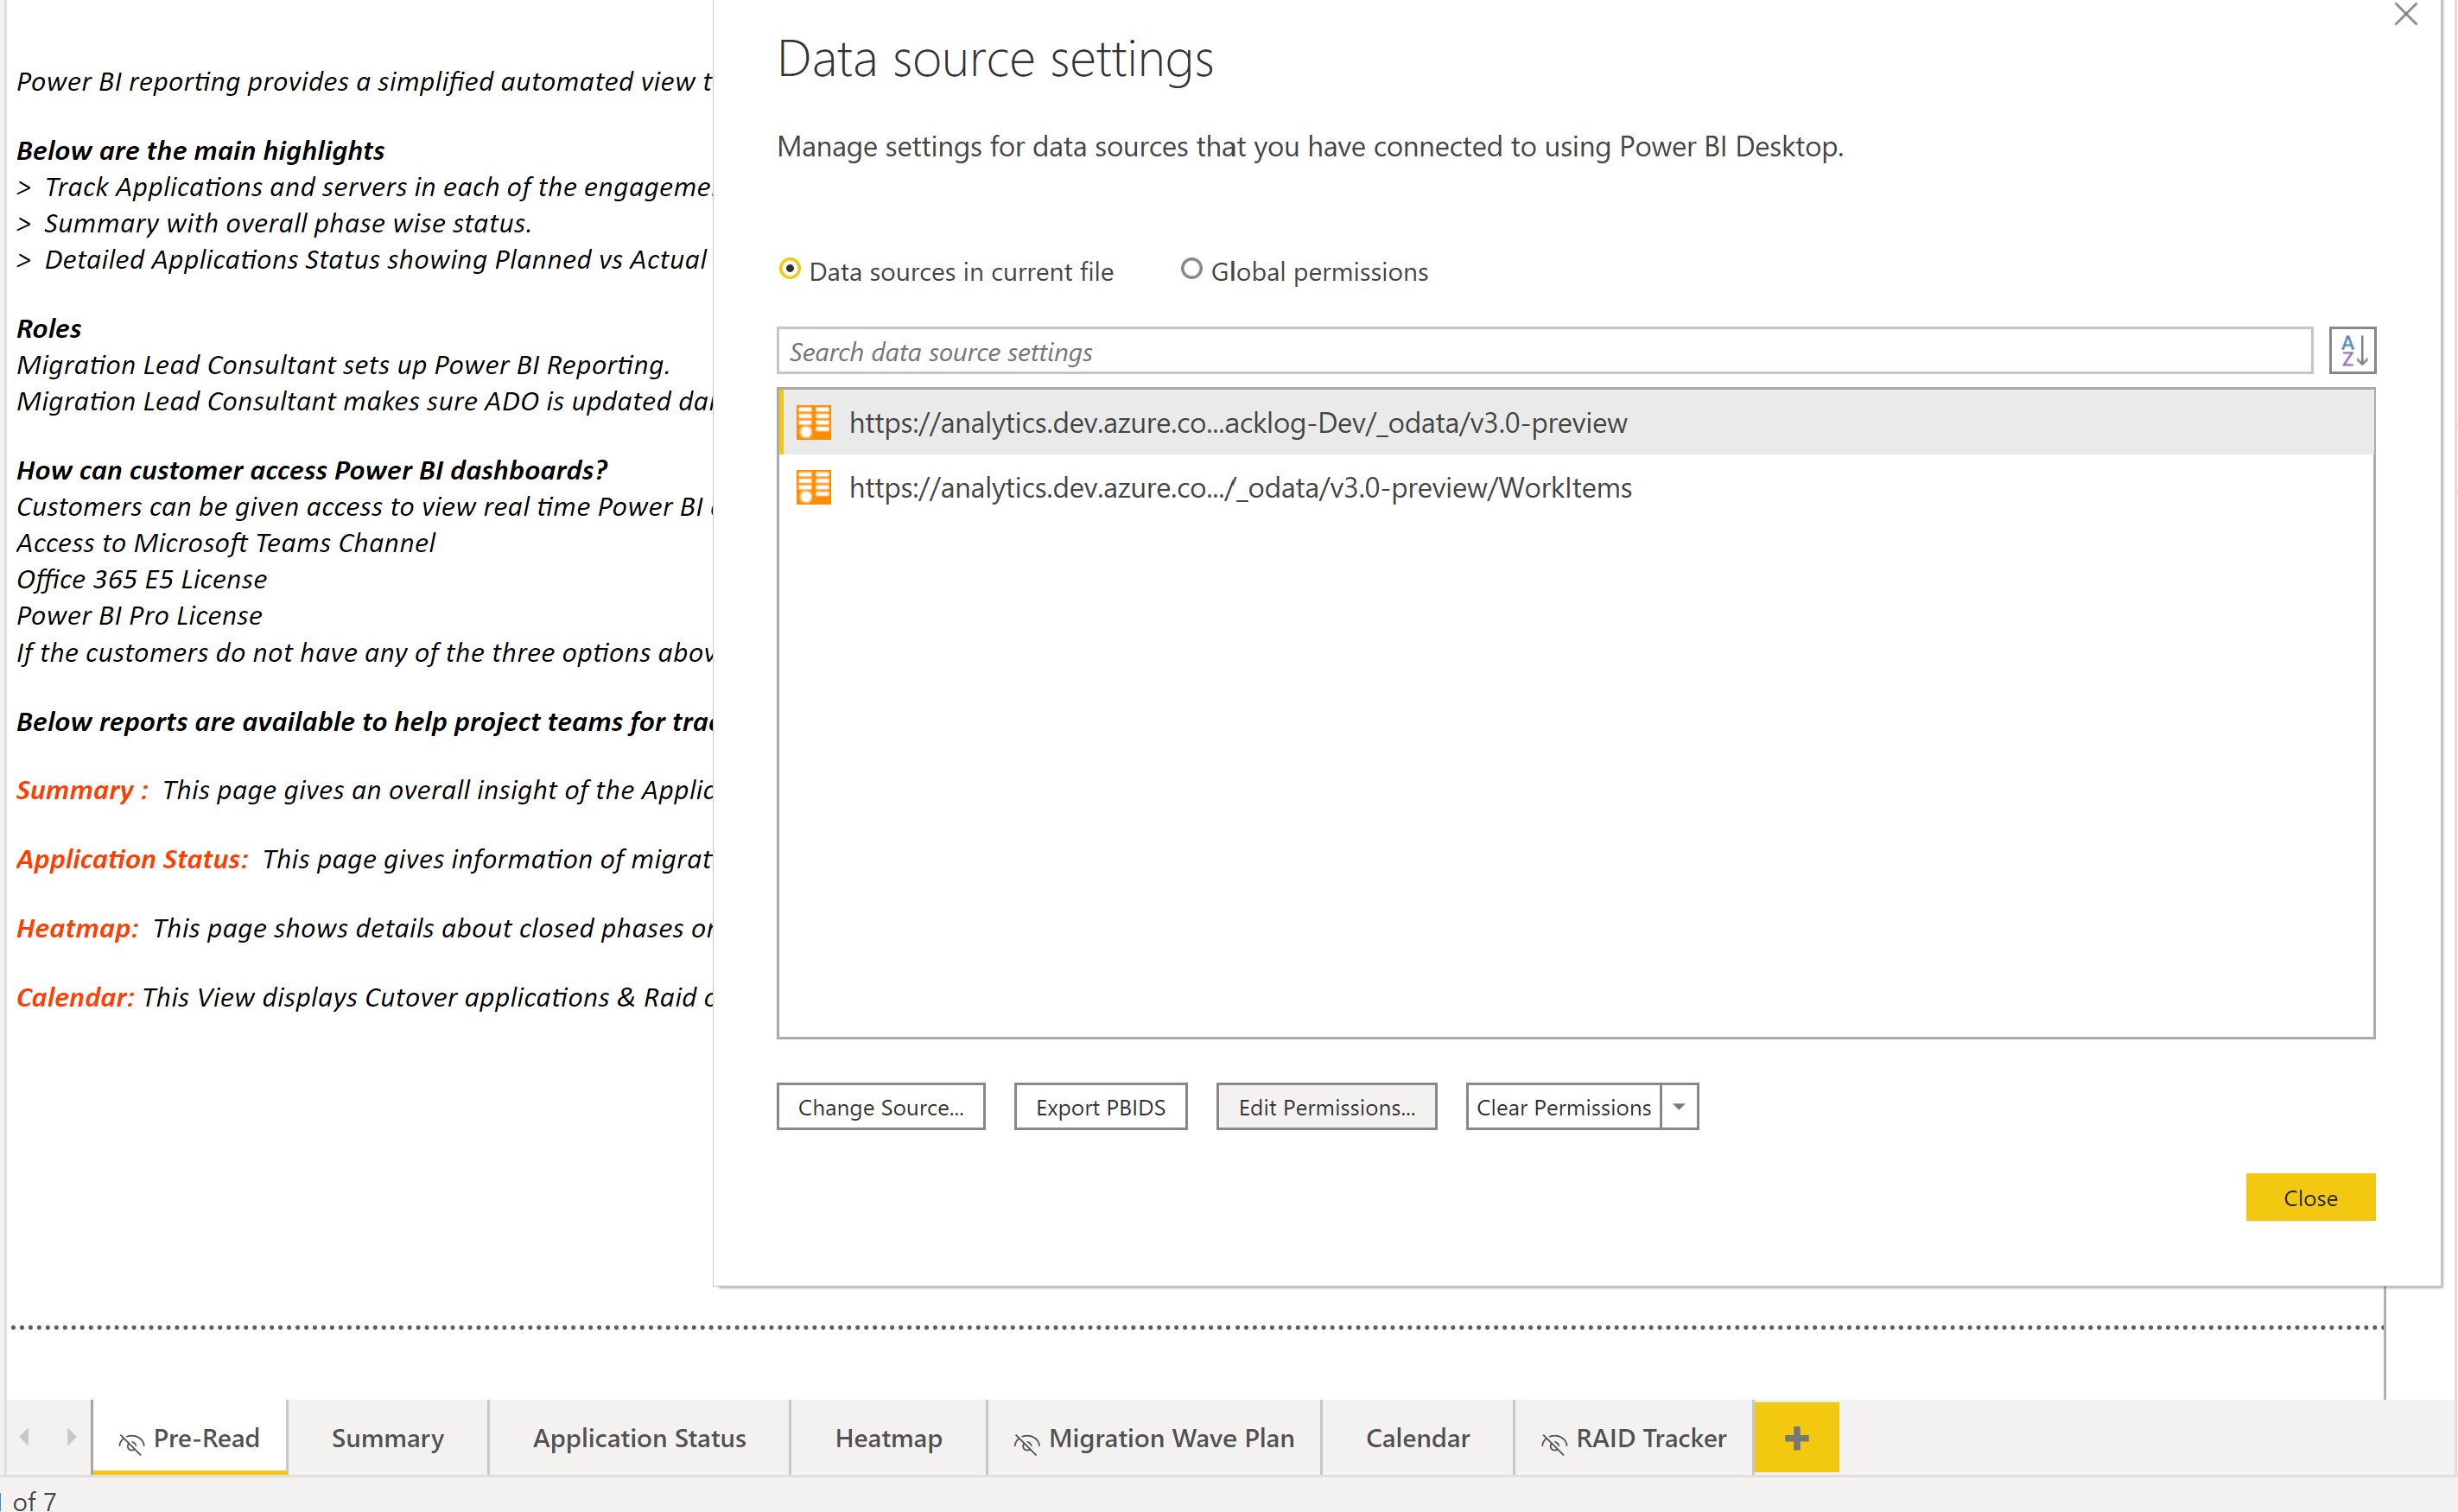 Power BI reporting provides a simplified automated view t
Below are the main highlights
> Track Applications and servers in each of the engageme
> Summary with overall phase wise status.
> Detailed Applications Status showing Planned vs Actual
Roles
Migration Lead Consultant sets up Power BI Reporting.
Migration Lead Consultant makes sure ADO is updated dai
How can customer access Power BI dashboards?
Customers can be given access to view real time Power BI
Access to Microsoft Teams Channel
Office 365 E5 License
Power BI Pro License
If the customers do not have any of the three options abov
Below reports are available to help project teams for trac
Summary : This page gives an overall insight of the Applic
Application Status: This page gives information of migrat
Heatmap: This page shows details about closed phases or
Calendar: This View displays Cutover applications & Raid
Data source settings
Manage settings for data sources that you have connected to using Power BI Desktop.
Data sources in current file
Global permissions
Search data source settings
A
Z
https://analytics.dev.azure.co...acklog-Dev/_odata/v3.0-preview
https://analytics.dev.azure.co.../_odata/v3.0-preview/WorkItems
Change Source...
Export PBIDS
Edit Permissions...
Clear Permissions
Close
Pre-Read
Summary
Application Status
Heatmap
Migration Wave Plan
Calendar
RAID Tracker
of 7